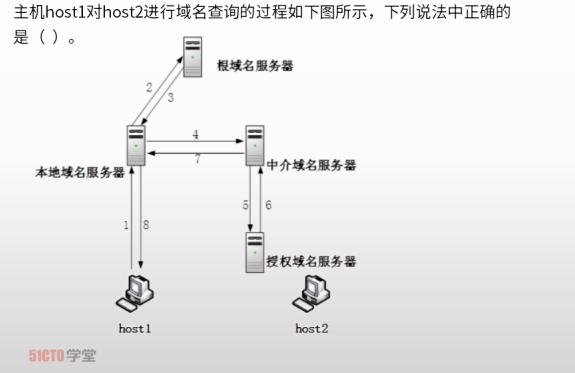 主机host1对host2进行域名查询的过程如下图所示，下列说法中正确的
是（ ）。
根域名服务器
2
3
4
7
本地域名服务器
中介域名服务器
1
8
5
6
授权域名服务器
host1
host2
51CTO学堂